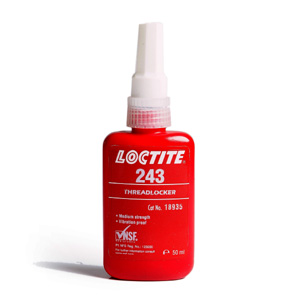 LOCTITE
243
THREADLOCKER
Cat No. 18935
• Medium strength
• Vibration proof
NSF
50 ml